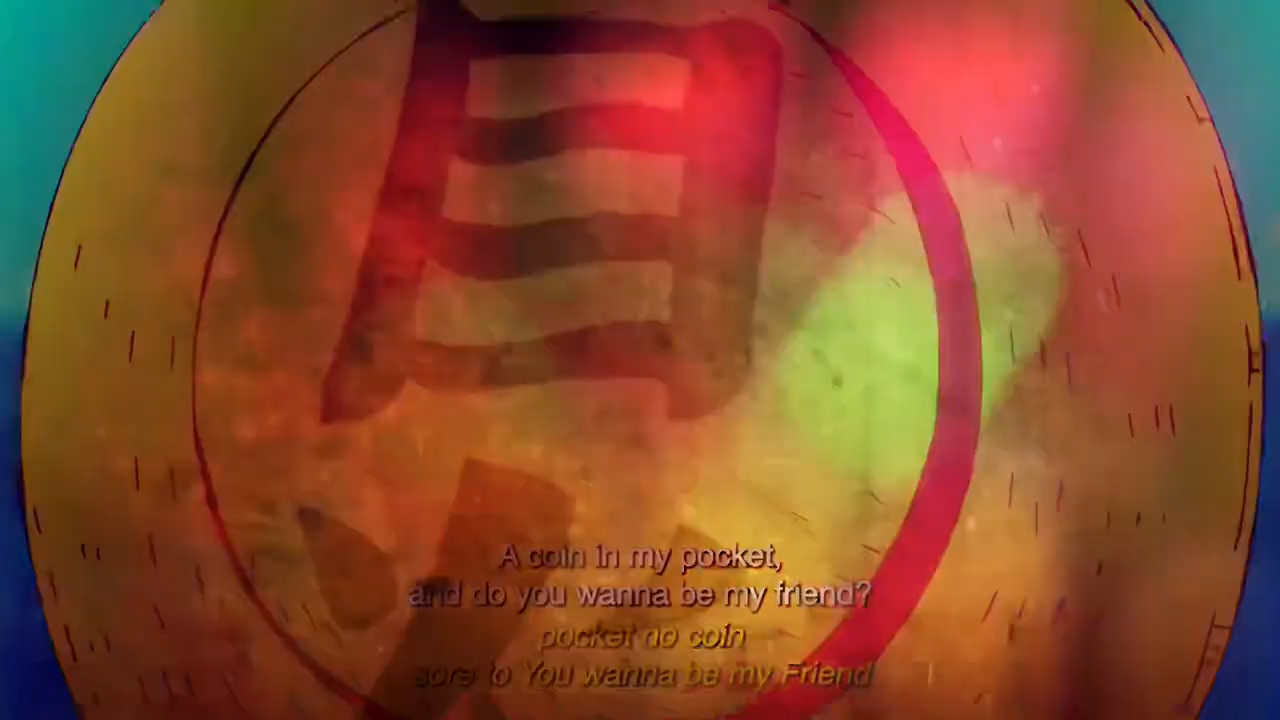 A coin in my pocket,
and do you wanna be my friend?
pocket no coin
sore to You wanna be my Friend